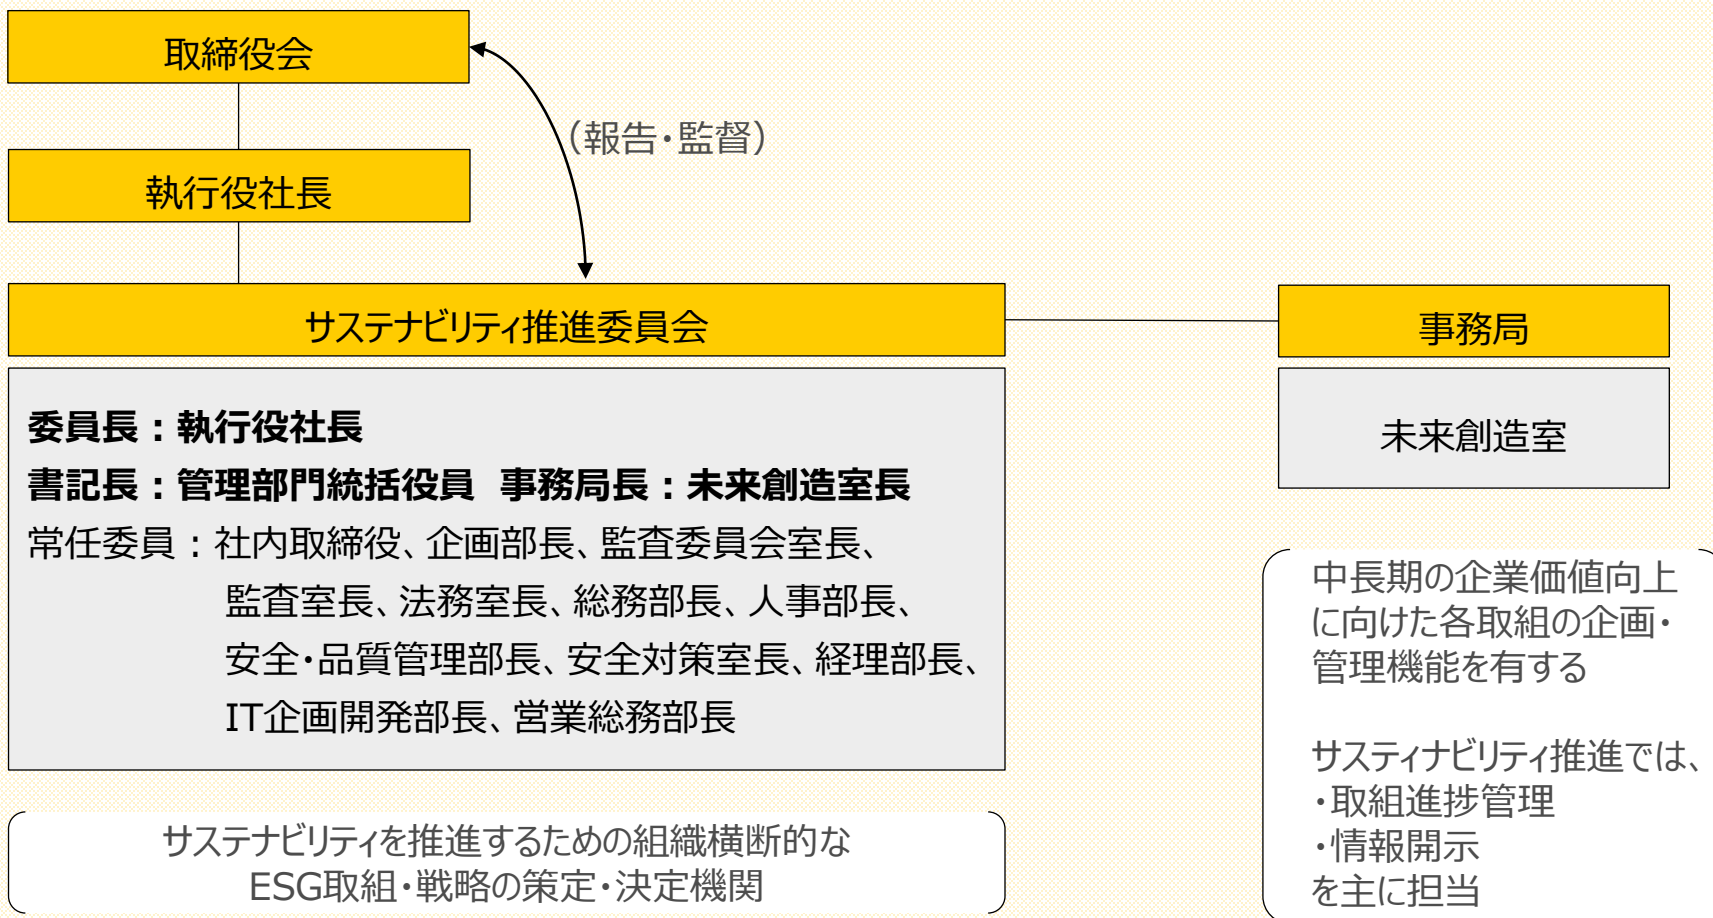 取締役会
(報告・監督)
執行役社長
サステナビリティ推進委員会
事務局
委員長：執行役社長
書記長：管理部門統括役員 事務局長：未来創造室長
常任委員：社内取締役、企画部長、監査委員会室長、
監査室長、法務室長、総務部長、人事部長、
安全・品質管理部長、安全対策室長、経理部長、
IT企画開発部長、営業総務部長
未来創造室
サステナビリティを推進するための組織横断的な
ESG取組・戦略の策定・決定機関
中長期の企業価値向上
に向けた各取組の企画・
管理機能を有する
サスティナビリティ推進では、
・取組進捗管理
・情報開示
を主に担当